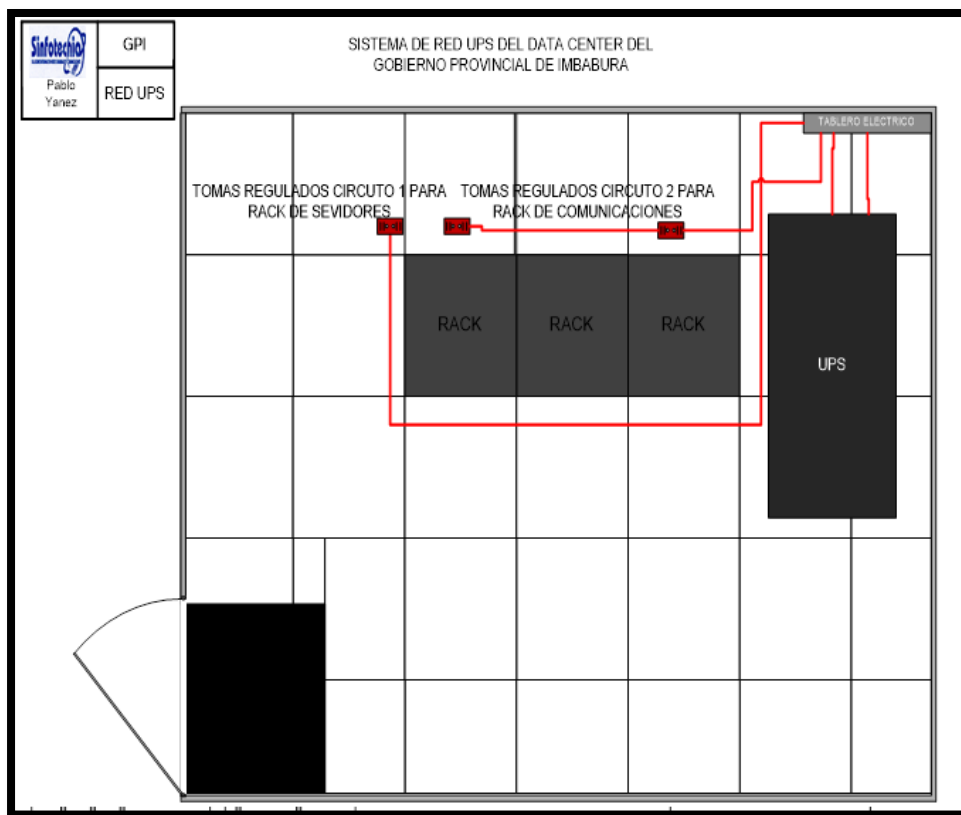 Sinfotechia
Pablo
Yanez
GPI
RED UPS
SISTEMA DE RED UPS DEL DATA CENTER DEL
GOBIERNO PROVINCIAL DE IMBABURA
TABLERO ELECTRICO
TOMAS REGULADOS CIRCUTO 1 PARA
RACK DE SEVIDORES
TOMAS REGULADOS CIRCUTO 2 PARA
RACK DE COMUNICACIONES
RACK
RACK
RACK
UPS